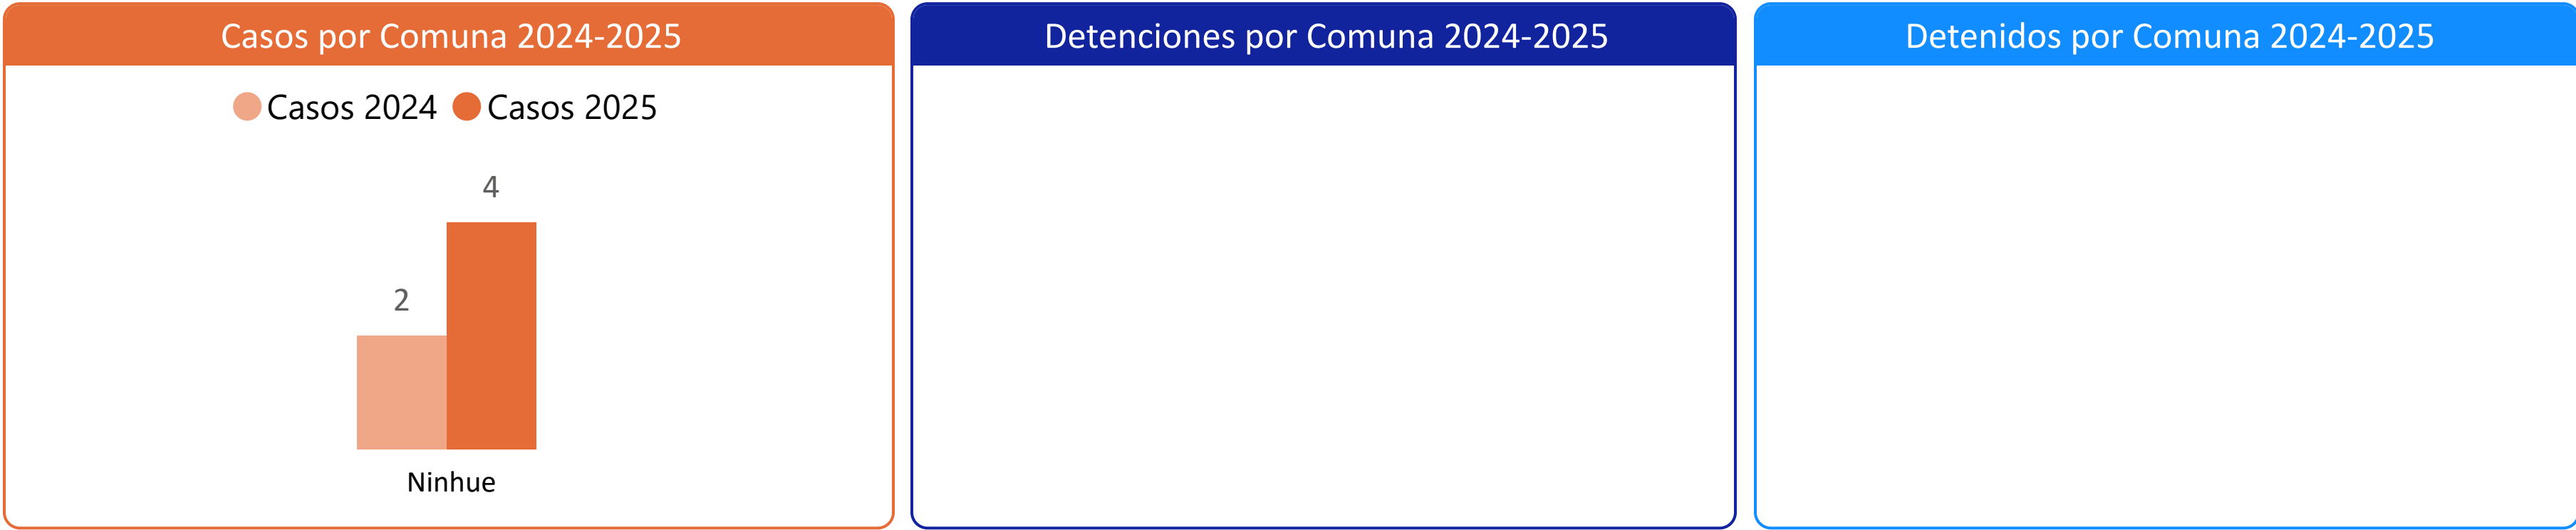 Casos por Comuna 2024-2025
Casos 2024 Casos 2025
4
2
Ninhue
Detenciones por Comuna 2024-2025
Detenidos por Comuna 2024-2025